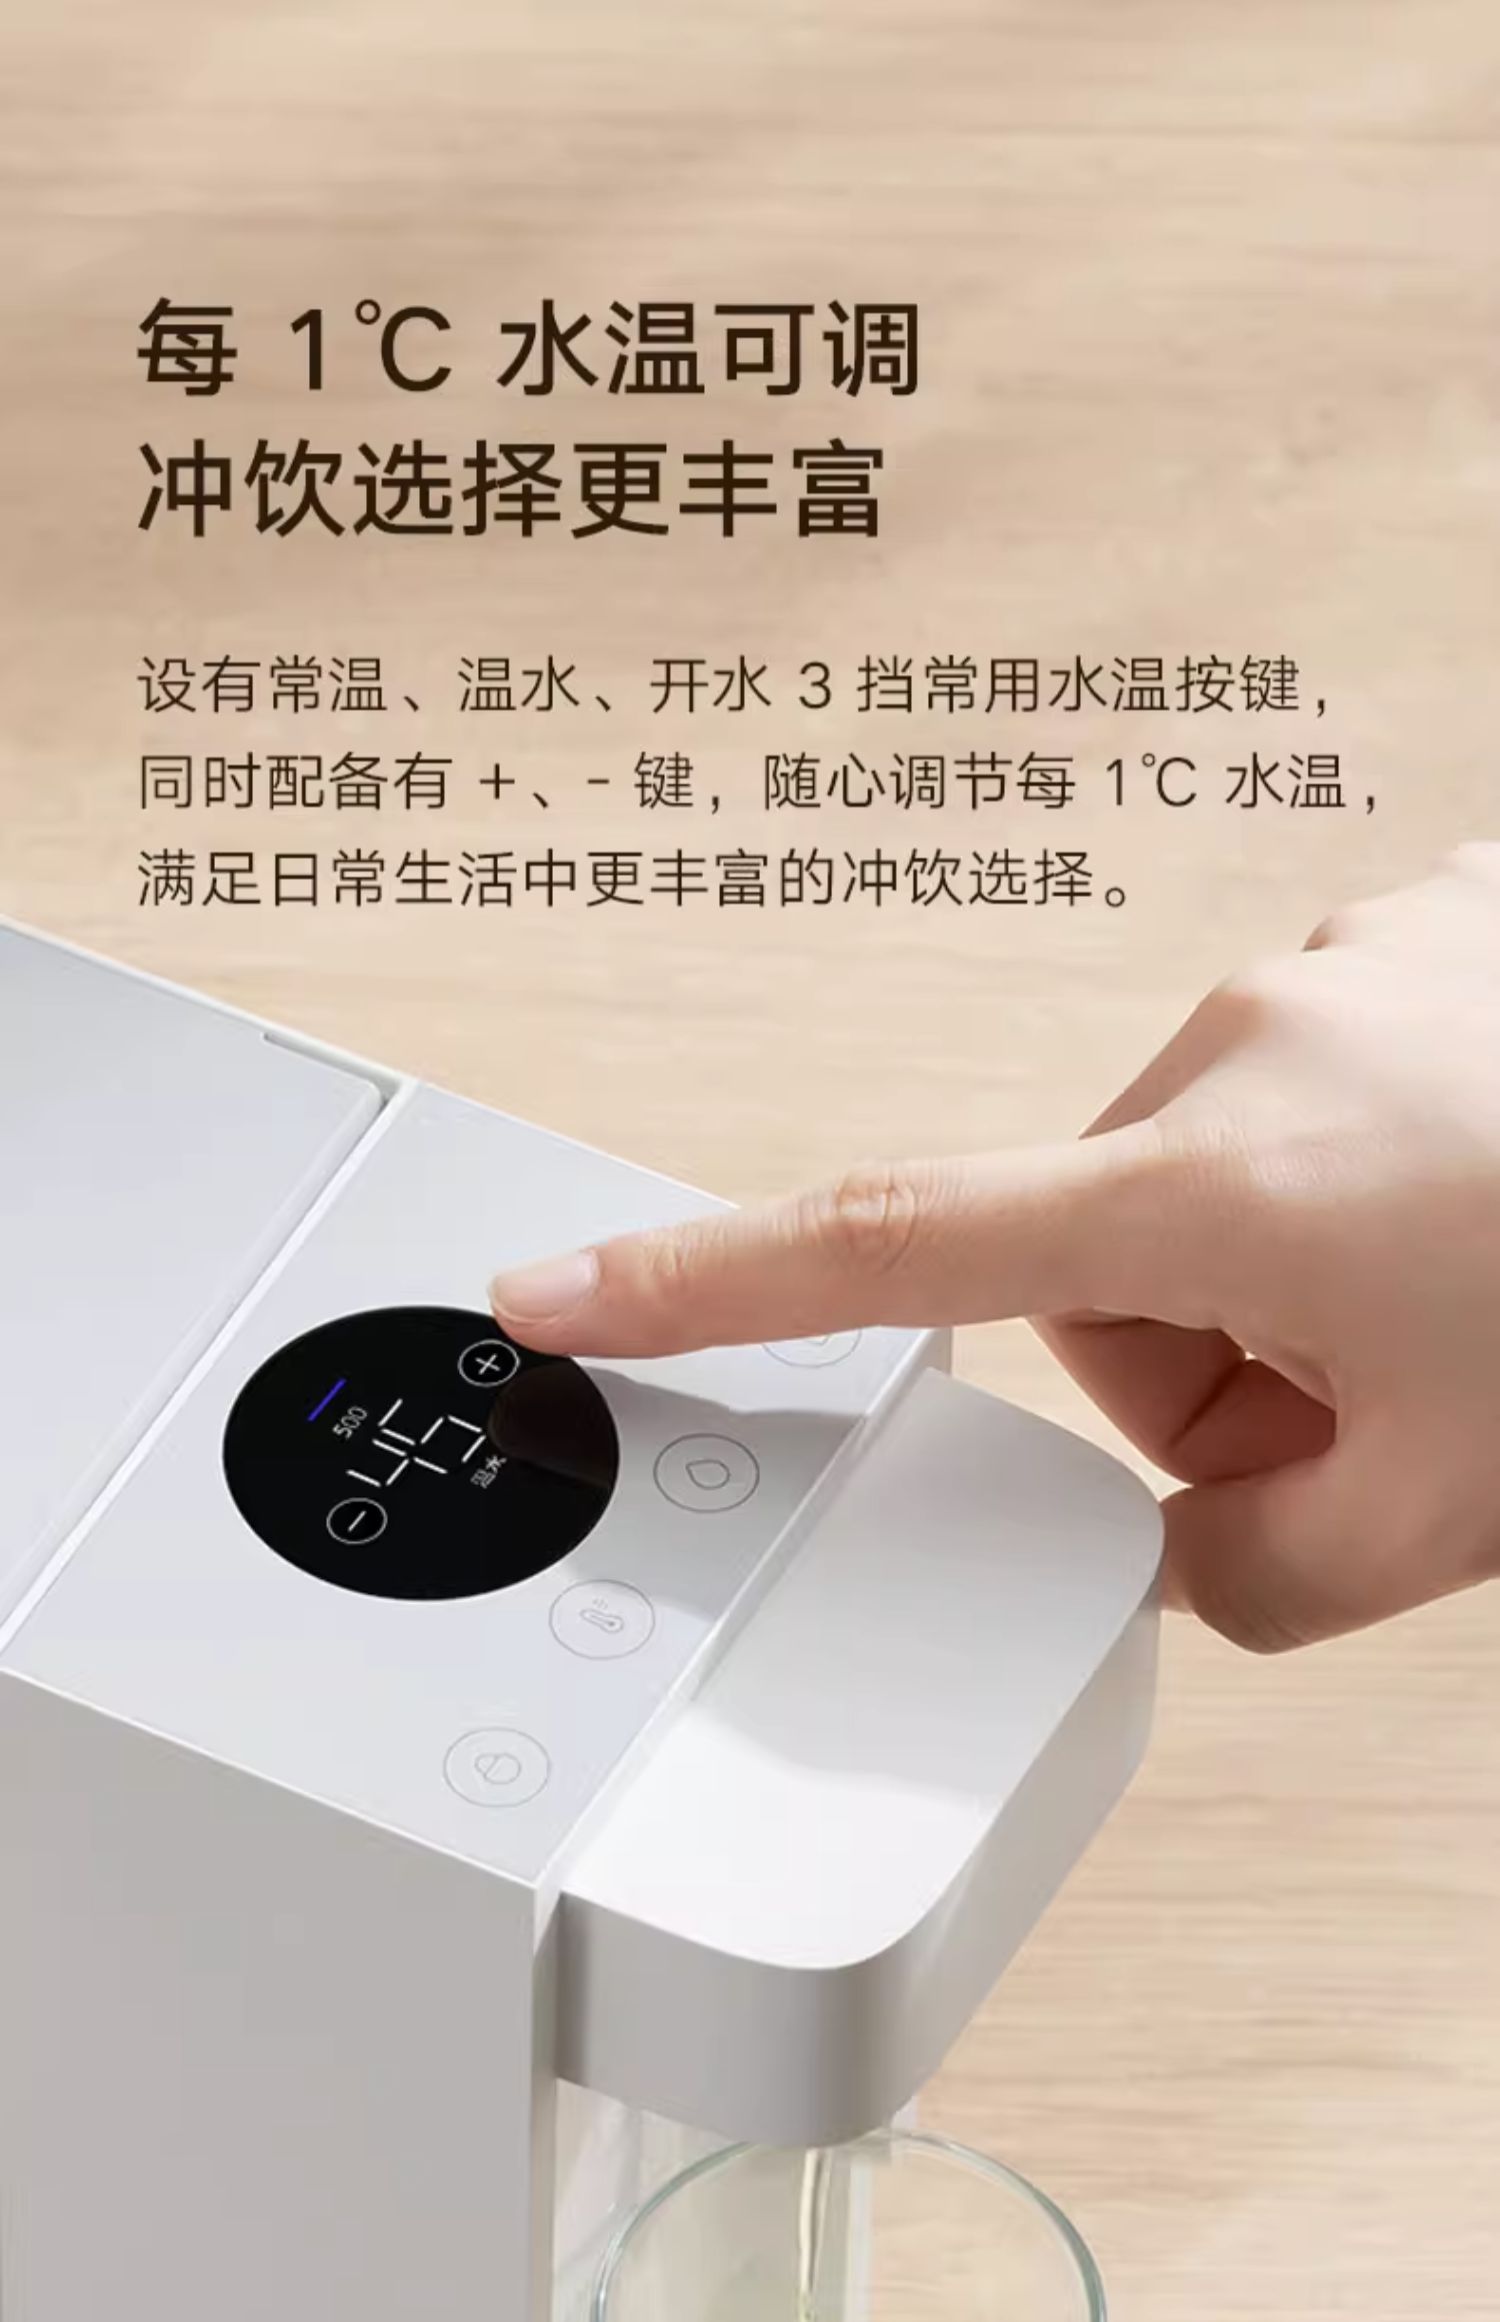 每 1℃ 水温可调
冲饮选择更丰富
设有常温、温水、开水 3 挡常用水温按键，
同时配备有 +、- 键，随心调节每 1℃ 水温，
满足日常生活中更丰富的冲饮选择。
500
温水